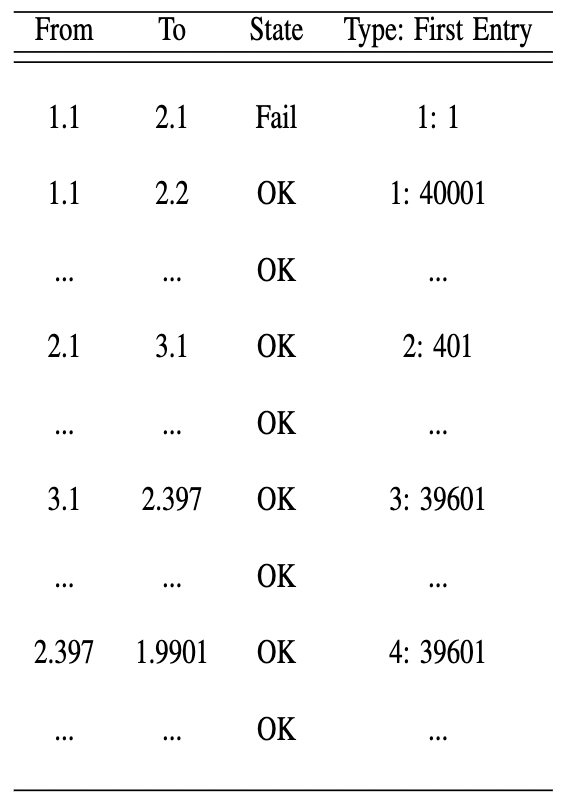 From To State Type: First Entry
1.1 2.1 Fail 1: 1
1.1 2.2 OK 1: 40001
... ... OK ...
2.1 3.1 OK 2: 401
... ... OK ...
3.1 2.397 OK 3: 39601
... ... OK ...
2.397 1.9901 OK 4: 39601
... ... OK ...